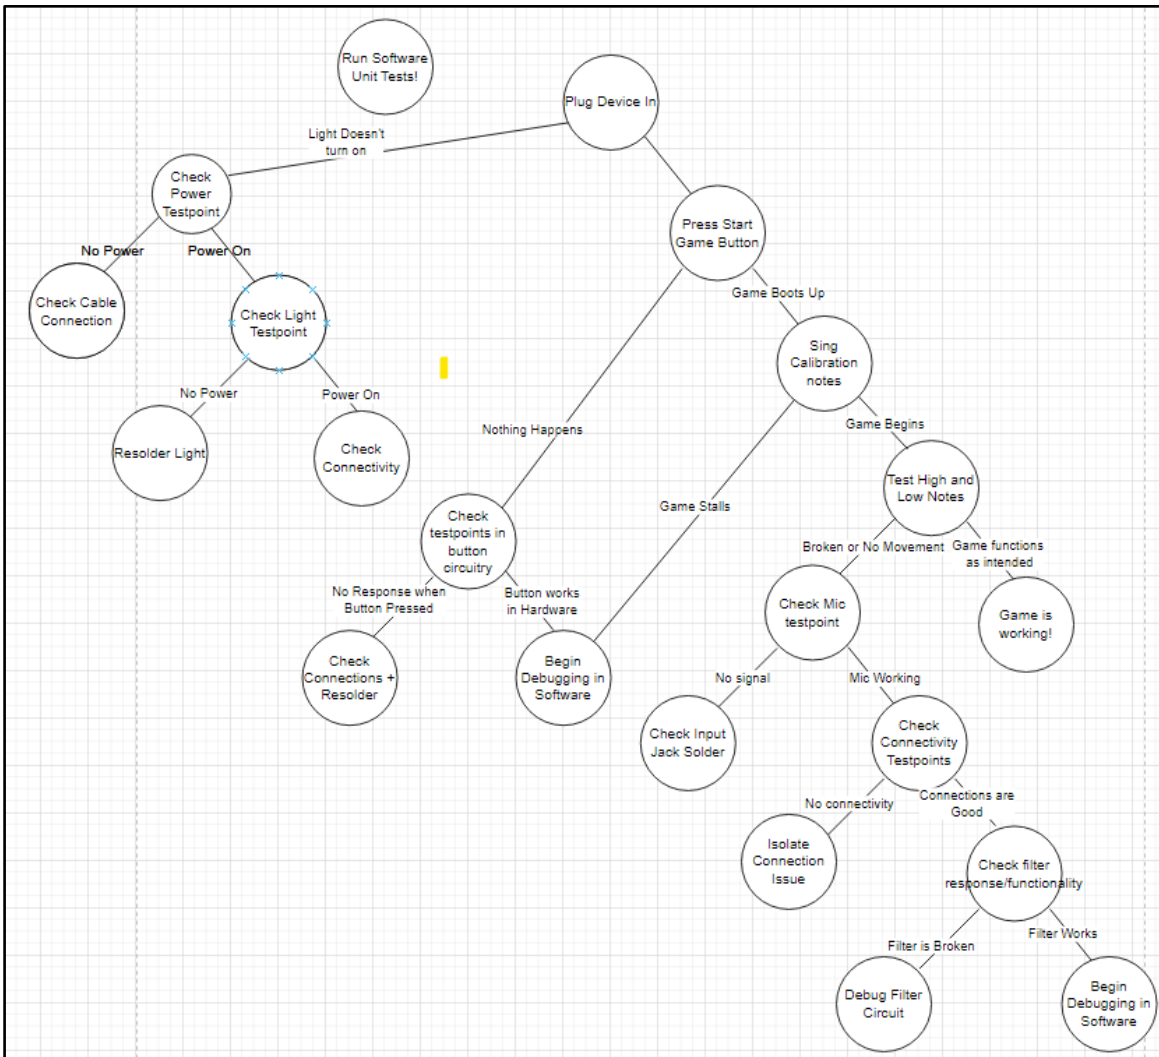 Run Software
Unit Tests!
Plug Device In
Light Doesn't
turn on
Check
Power
Testpoint
Press Start
Game Button
No Power
Power On
Game Boots Up
Check Cable
Connection
Check Light
Testpoint
Sing
Calibration
notes
No Power
Power On
Nothing Happens
Game Begins
Resolder Light
Check
Connectivity
Test High and
Low Notes
Game Stalls
Check
testpoints in
button
circuitry
Broken or No Movement
Game functions
as intended
No Response when
Button Pressed
Button works
in Hardware
Check Mic
testpoint
Game is
working!
Check
Connections +
Resolder
Begin
Debugging in
Software
No signal
Mic Working
Check Input
Jack Solder
Check
Connectivity
Testpoints
No connectivity
Connections are
Good
Isolate
Connection
Issue
Check filter
response/functionality
Filter is Broken
Filter Works
Debug Filter
Circuit
Begin
Debugging in
Software